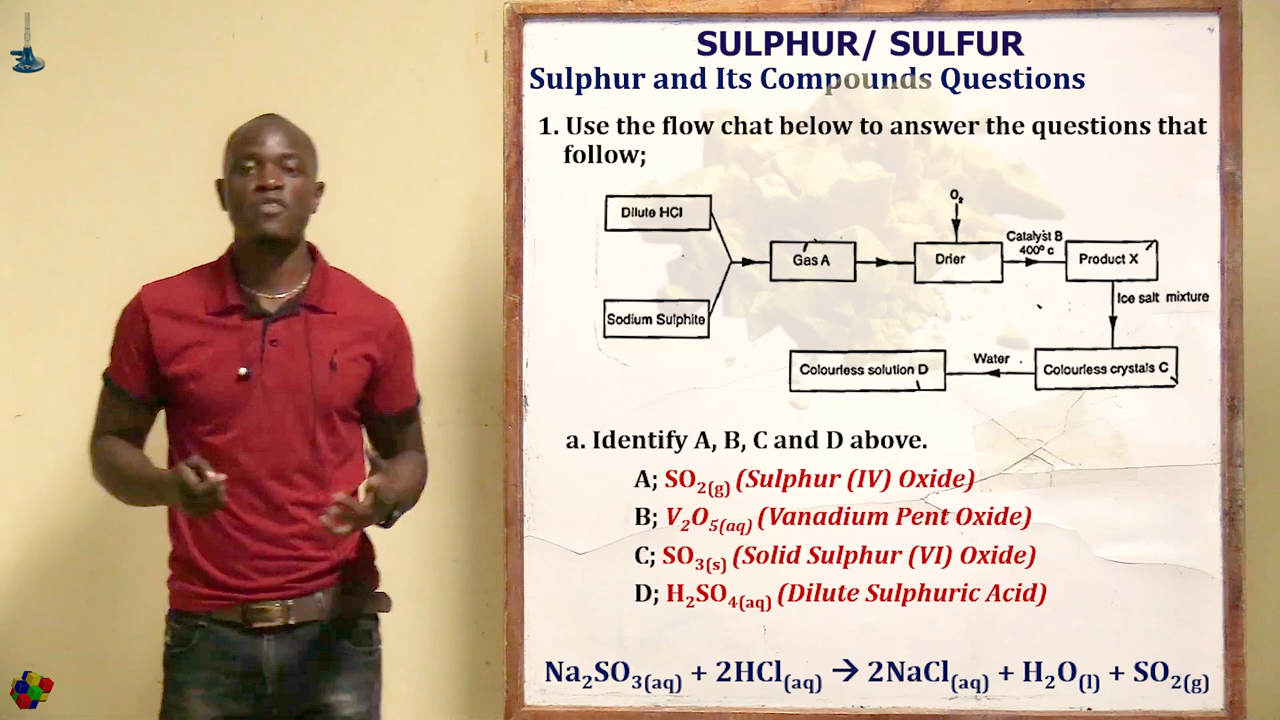 SULPHUR/ SULFUR
Sulphur and Its Compounds Questions
1. Use the flow chat below to answer the questions that
follow;
Dilute HCl
Sodium Sulphite
Gas A
O₂
Drier
Catalyst B
400° c
Product X
Ice salt mixture
Colourless crystals C
Water
Colourless solution D
a. Identify A, B, C and D above.
A; SO₂(g) (Sulphur (IV) Oxide)
B; V₂O₅(aq) (Vanadium Pent Oxide)
C; SO₃(s) (Solid Sulphur (VI) Oxide)
D; H₂SO₄(aq) (Dilute Sulphuric Acid)
Na₂SO₃(aq) + 2HCl(aq) → 2NaCl(aq) + H₂O(l) + SO₂(g)